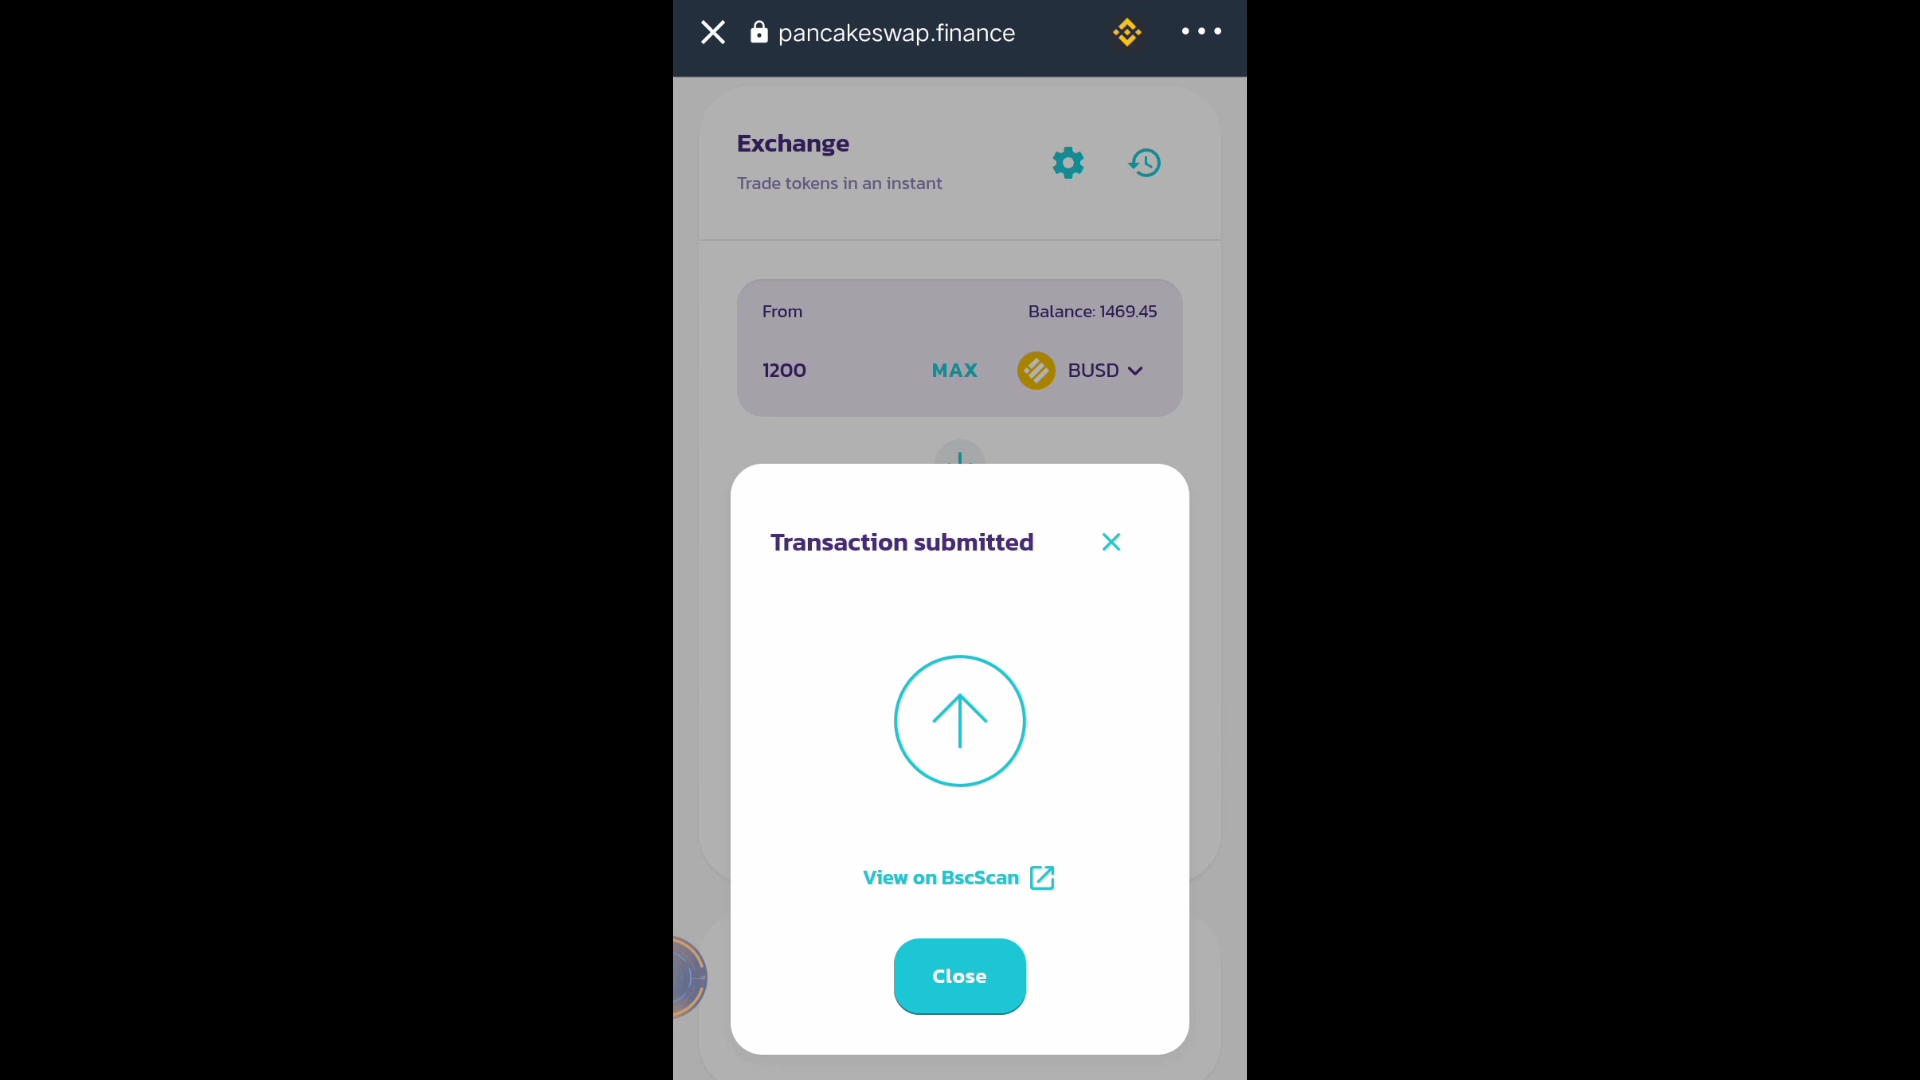 pancakeswap.finance
Exchange
Trade tokens in an instant
From
Balance: 1469.45
1200
MAX
BUSD
Transaction submitted
View on BscScan
Close